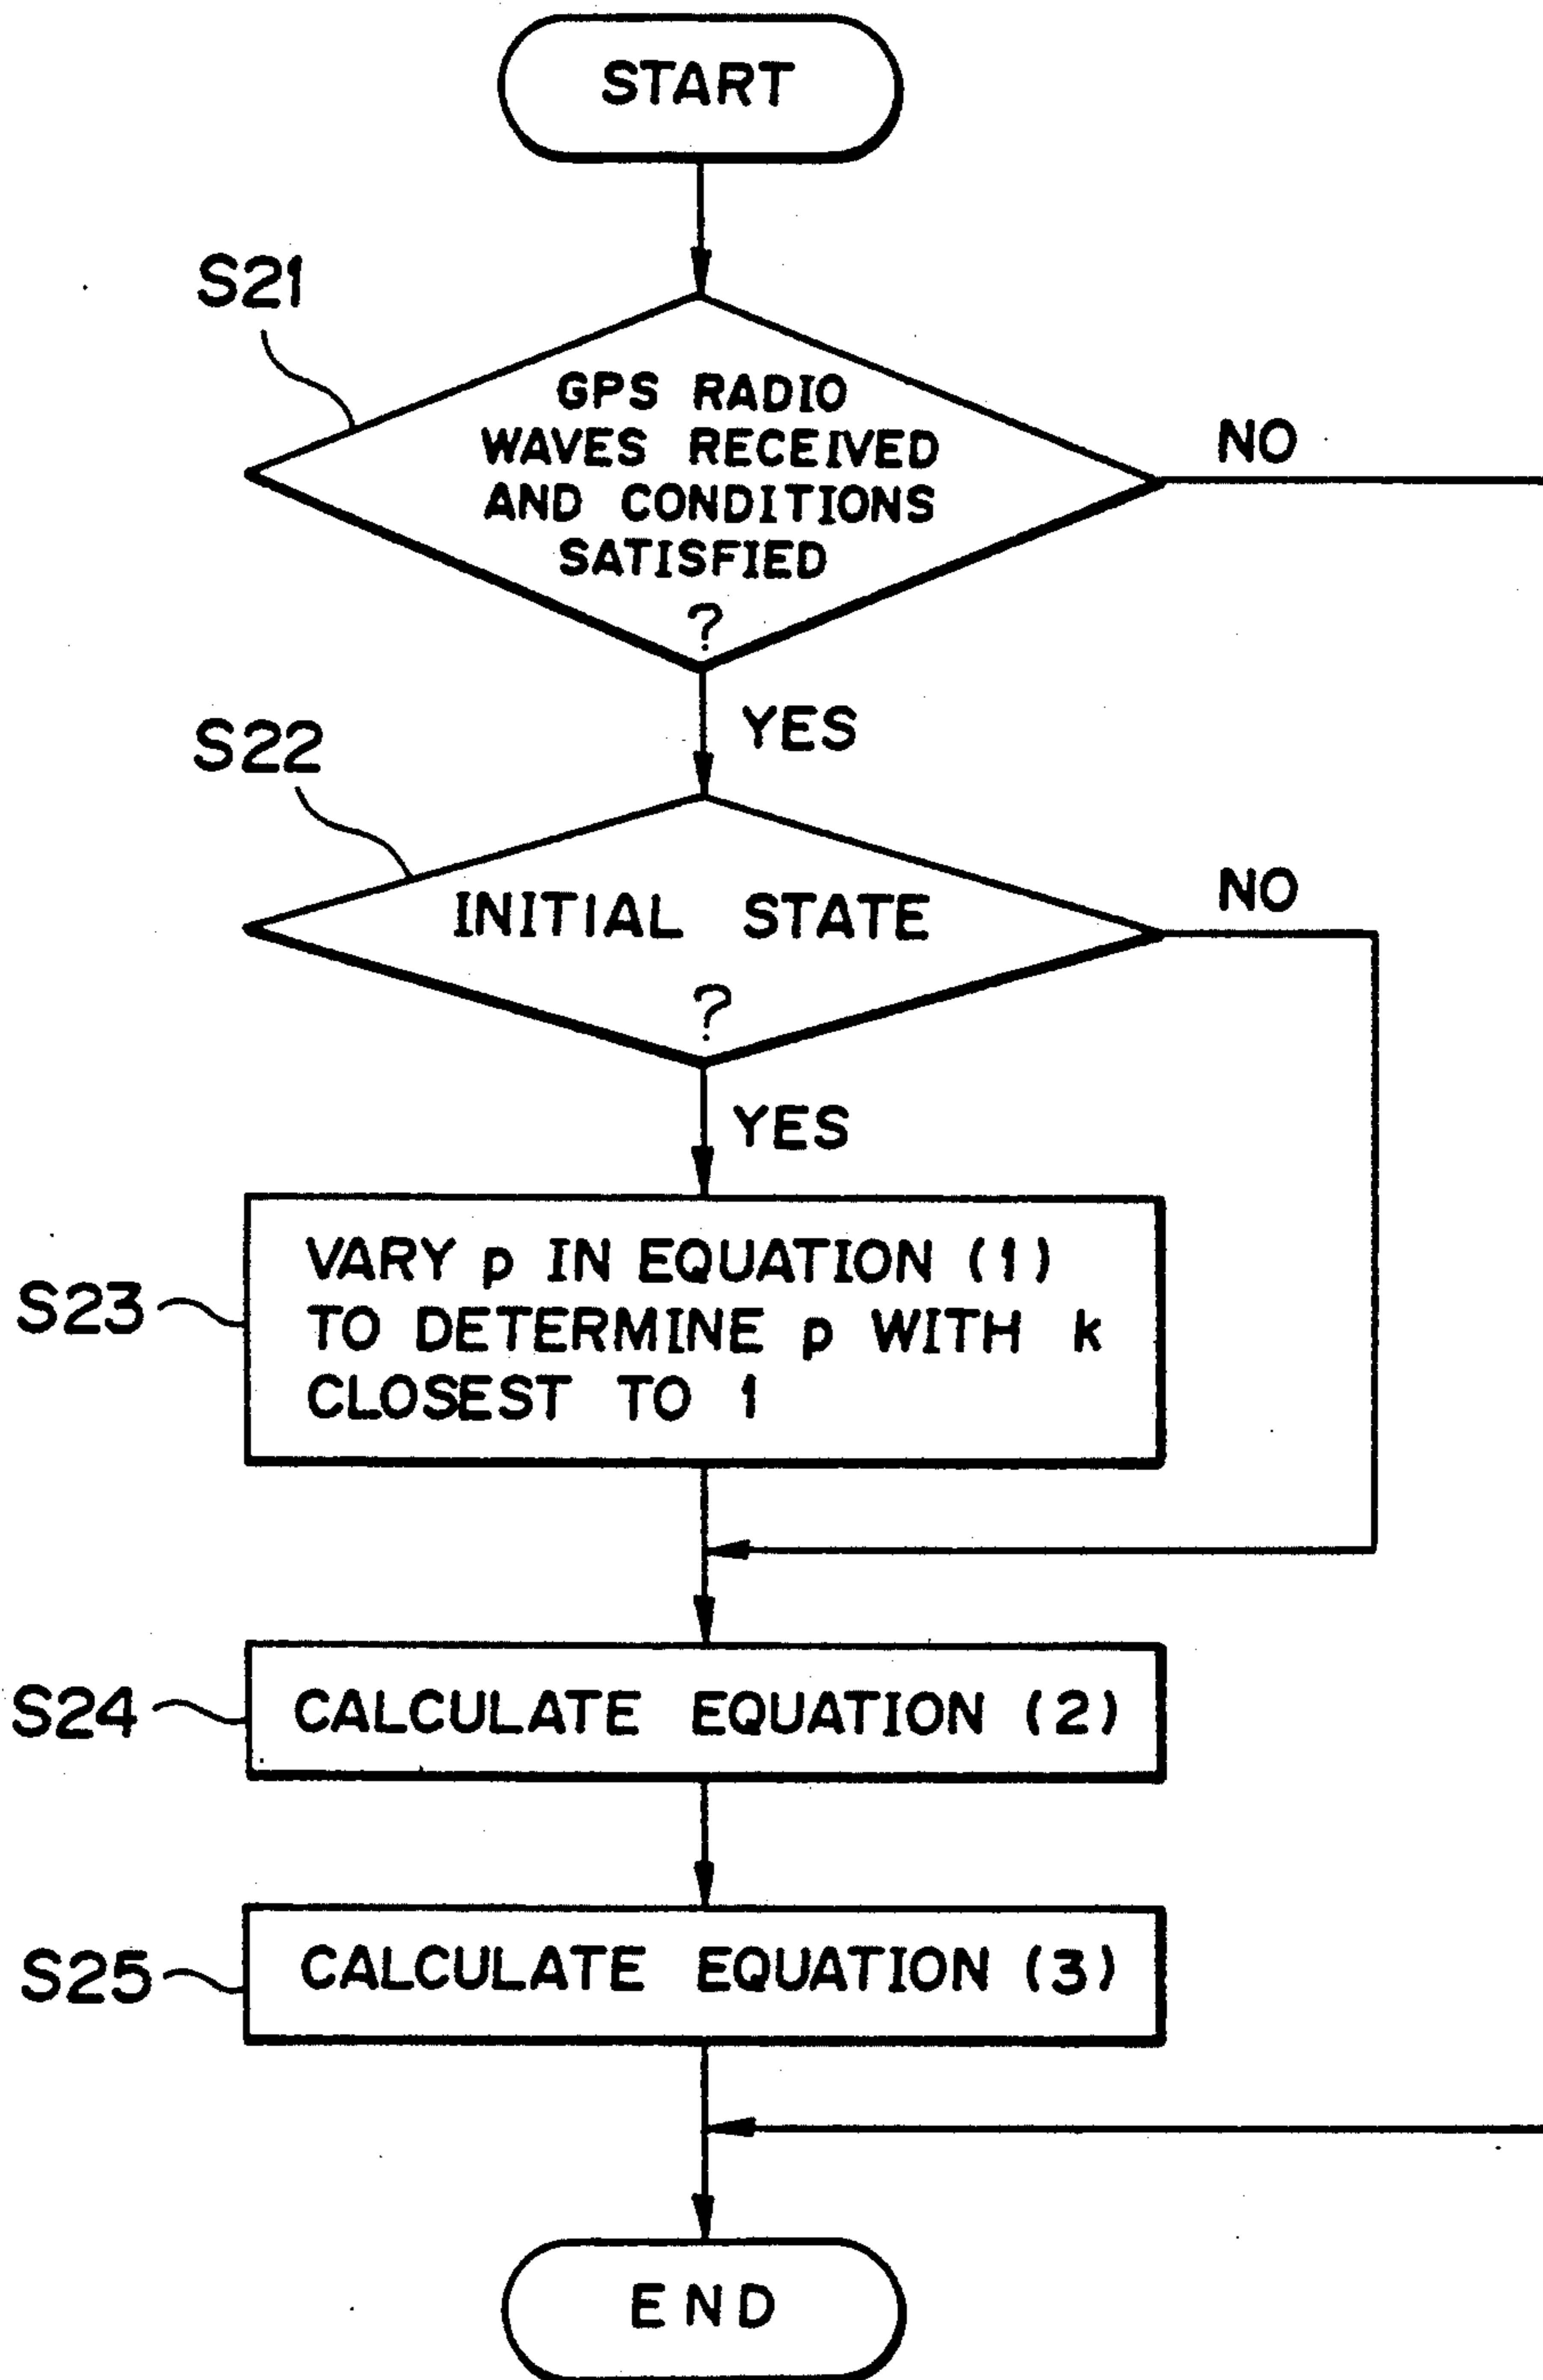 START
S21
GPS RADIO
WAVES RECEIVED
AND CONDITIONS
SATISFIED
?
NO
YES
S22
INITIAL STATE
?
NO
YES
S23
VARY p IN EQUATION (1)
TO DETERMINE p WITH k
CLOSEST TO 1
S24
CALCULATE EQUATION (2)
S25
CALCULATE EQUATION (3)
END